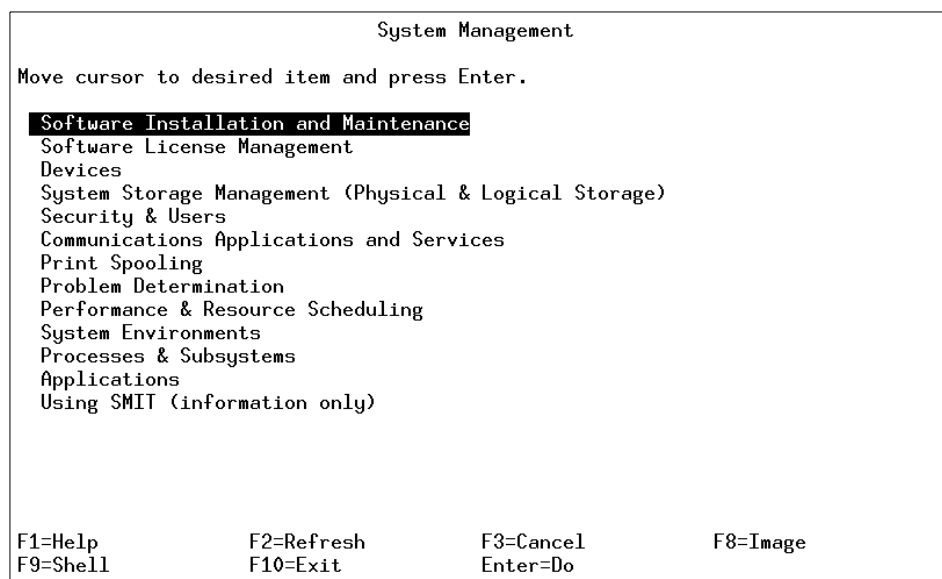 System Management
Move cursor to desired item and press Enter.
Software Installation and Maintenance
Software License Management
Devices
System Storage Management (Physical & Logical Storage)
Security & Users
Communications Applications and Services
Print Spooling
Problem Determination
Performance & Resource Scheduling
System Environments
Processes & Subsystems
Applications
Using SMIT (information only)
F1=Help F2=Refresh F3=Cancel F8=Image
F9=Shell F10=Exit Enter=Do